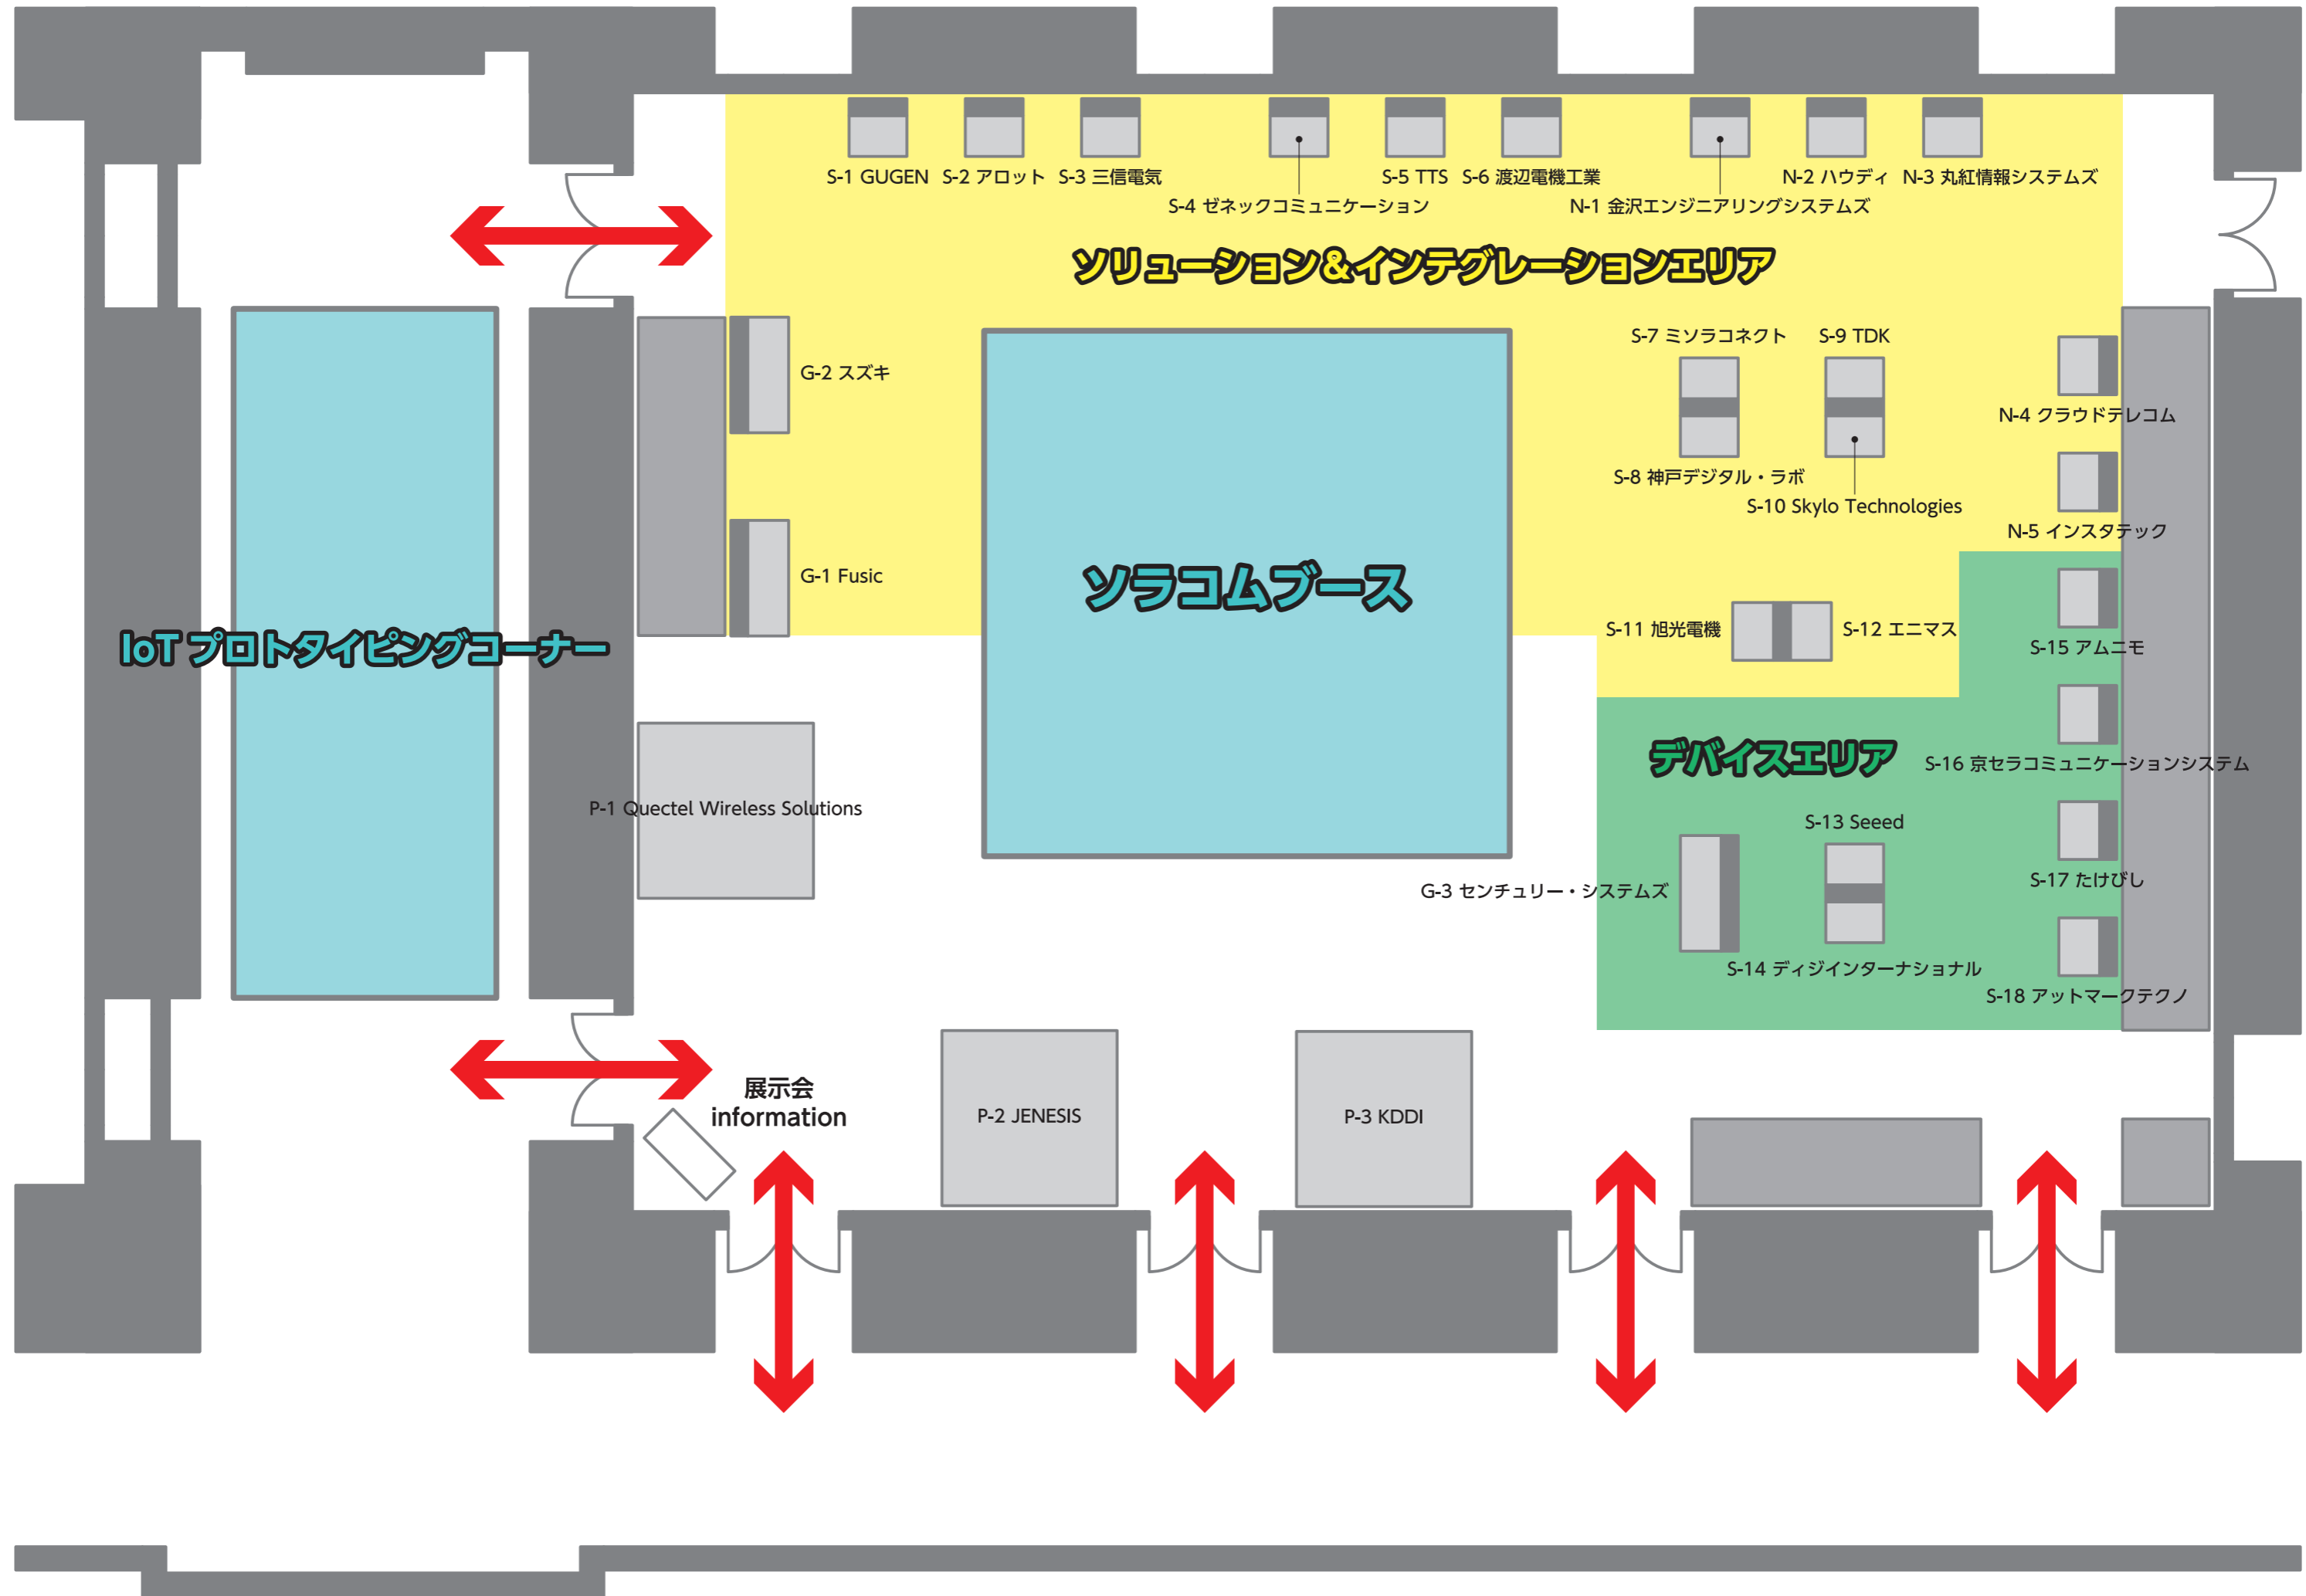 S-1 GUGEN
S-2 アロット
S-3 三信電気
S-4 ゼネックコミュニケーション
S-5 TTS
S-6 渡辺電機工業
N-1 金沢エンジニアリングシステムズ
N-2 ハウディ
N-3 丸紅情報システムズ
ソリューション&インテグレーションエリア
S-7 ミソラコネクト
S-9 TDK
G-2 スズキ
N-4 クラウドテレコム
S-8 神戸デジタル・ラボ
S-10 Skylo Technologies
N-5 インスタテック
G-1 Fusic
ソラコムブース
S-11 旭光電機
S-12 エニマス
IoT プロトタイピングコーナー
S-15 アムニモ
デバイスエリア
S-16 京セラコミュニケーションシステム
P-1 Quectel Wireless Solutions
S-13 Seeed
G-3 センチュリー・システムズ
S-17 たけびし
S-14 ディジインターナショナル
S-18 アットマークテクノ
展示会
information
P-2 JENESIS
P-3 KDDI